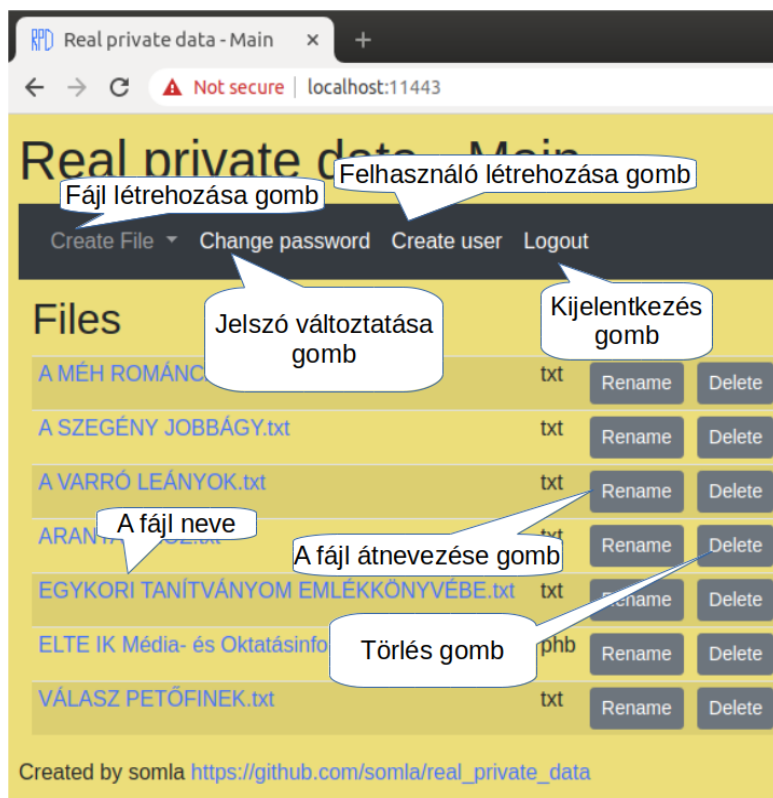 RPD Real private data - Main × +
Not secure | localhost:11443
Real private data - Main
Felhasználó létrehozása gomb
Fájl létrehozása gomb
Create File Change password Create user Logout
Files
Jelszó változtatása
gomb
Kijelentkezés
gomb
A MÉH ROMÁNC txt Rename Delete
A SZEGÉNY JOBBÁGY.txt txt Rename Delete
A VARRÓ LEÁNYOK.txt txt Rename Delete
A fájl neve
txt Rename Delete
A fájl átnevezése gomb
EGYKORI TANÍTVÁNYOM EMLÉKKÖNYVÉBE.txt txt Rename Delete
Törlés gomb
ELTE IK Média- és Oktatásinfo phb Rename Delete
VÁLASZ PETŐFINEK.txt txt Rename Delete
Created by somla https://github.com/somla/real_private_data